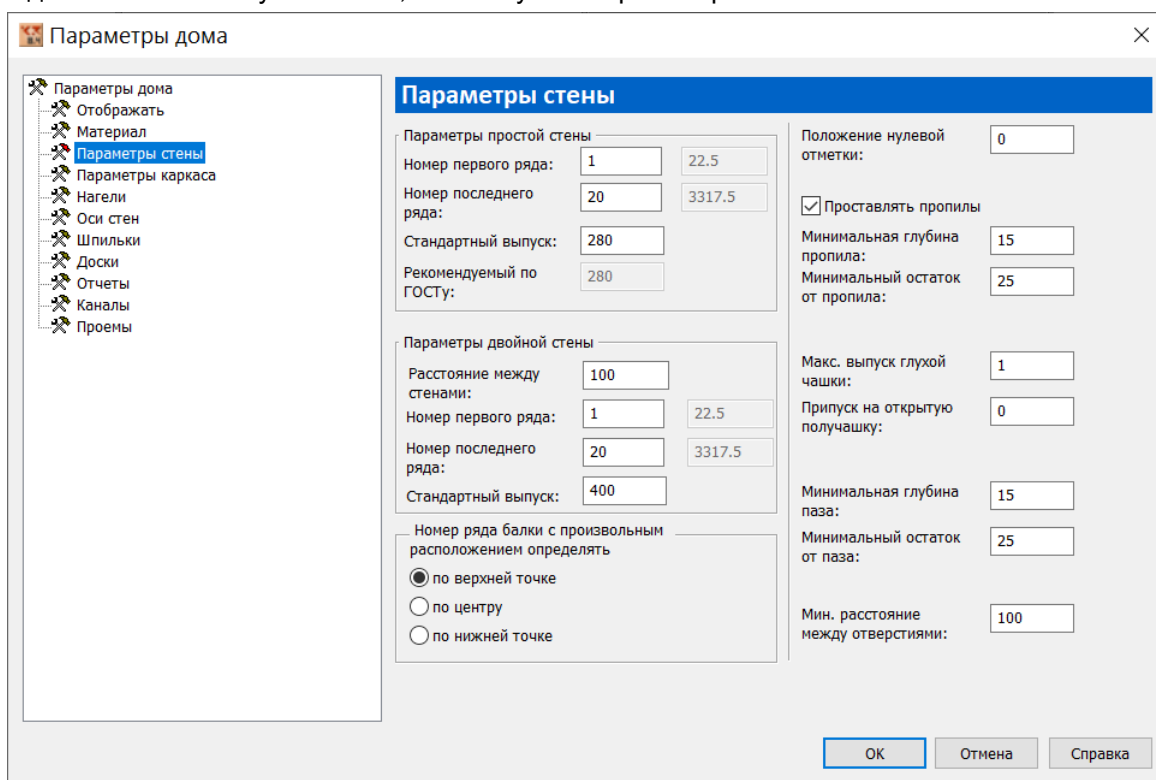 Параметры дома
Параметры дома
Отображать
Материал
Параметры стены
Параметры каркаса
Нагели
Оси стен
Шпильки
Доски
Отчеты
Каналы
Проемы
Параметры стены
Параметры простой стены
Номер первого ряда: 1 22.5
Номер последнего
ряда: 20 3317.5
Стандартный выпуск: 280
Рекомендуемый по
ГОСТу: 280
Параметры двойной стены
Расстояние между
стенами: 100
Номер первого ряда: 1 22.5
Номер последнего
ряда: 20 3317.5
Стандартный выпуск: 400
Номер ряда балки с произвольным
расположением определять
по верхней точке
по центру
по нижней точке
Положение нулевой
отметки: 0
Проставлять пропилы
Минимальная глубина
пропила: 15
Минимальный остаток
от пропила: 25
Макс. выпуск глухой
чашки: 1
Припуск на открытую
получашку: 0
Минимальная глубина
паза: 15
Минимальный остаток
от паза: 25
Мин. расстояние
между отверстиями: 100
OK Отмена Справка